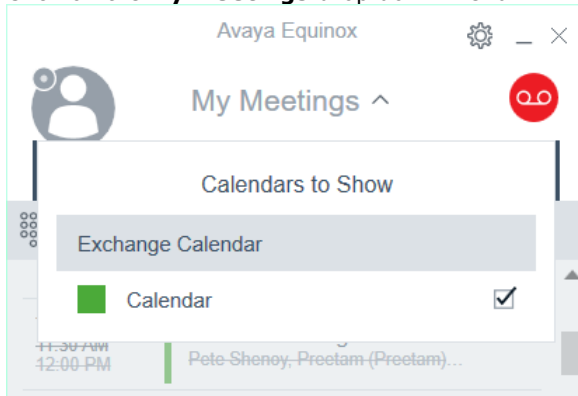 Avaya Equinox
My Meetings
Calendars to Show
Exchange Calendar
Calendar
11:30 AM
12:00 PM
Pete Shenoy, Preetam (Preetam)...